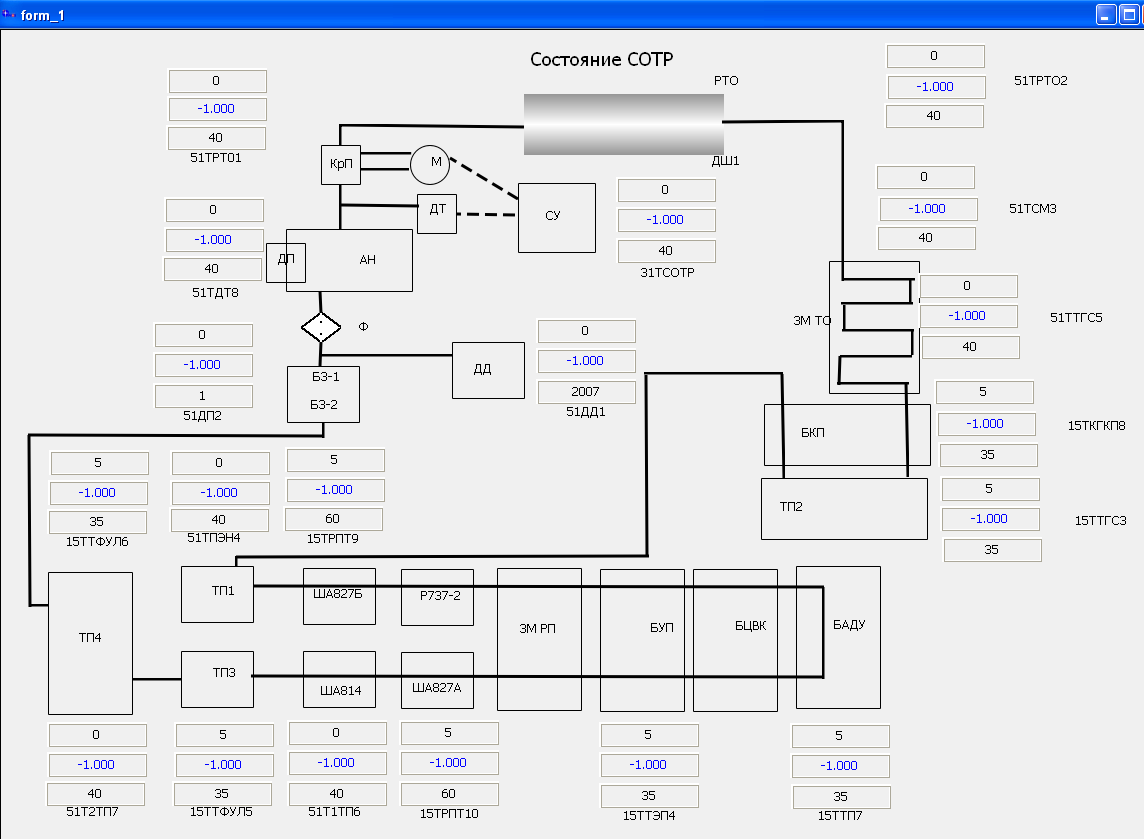 form_1
Состояние СОТР
РТО
0
-1.000
40
51ТРТ01
0
-1.000
40
51ТРТО2
КрП
М
ДТ
СУ
ДШ1
0
-1.000
40
31ТСОТР
0
-1.000
40
51ТСМ3
0
-1.000
40
51ТДТ8
ДП
АН
Ф
ЗМ ТО
0
-1.000
40
51ТТГС5
0
-1.000
1
51ДП2
БЗ-1
БЗ-2
ДД
0
-1.000
2007
51ДД1
5
-1.000
35
15ТКГКП8
БКП
ТП2
5
-1.000
35
15ТТГС3
5
-1.000
35
15ТТФУЛ6
0
-1.000
40
51ТПЭН4
5
-1.000
60
15ТРПТ9
ТП4
ТП1
ША827Б
Р737-2
ЗМ РП
БУП
БЦВК
БАДУ
ТП3
ША814
ША827А
0
-1.000
40
51Т2ТП7
5
-1.000
35
15ТТФУЛ5
0
-1.000
40
51Т1ТП6
5
-1.000
60
15ТРПТ10
5
-1.000
35
15ТТЭП4
5
-1.000
35
15ТТП7